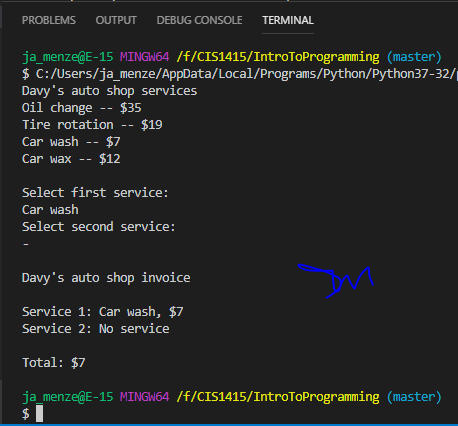 PROBLEMS OUTPUT DEBUG CONSOLE TERMINAL
ja_menze@E-15 MINGW64 /f/CIS1415/IntroToProgramming (master)
$ C:/Users/ja_menze/AppData/Local/Programs/Python/Python37-32/
Davy's auto shop services
Oil change -- $35
Tire rotation -- $19
Car wash -- $7
Car wax -- $12
Select first service:
Car wash
Select second service:
-
Davy's auto shop invoice
Service 1: Car wash, $7
Service 2: No service
Total: $7
ja_menze@E-15 MINGW64 /f/CIS1415/IntroToProgramming (master)
$